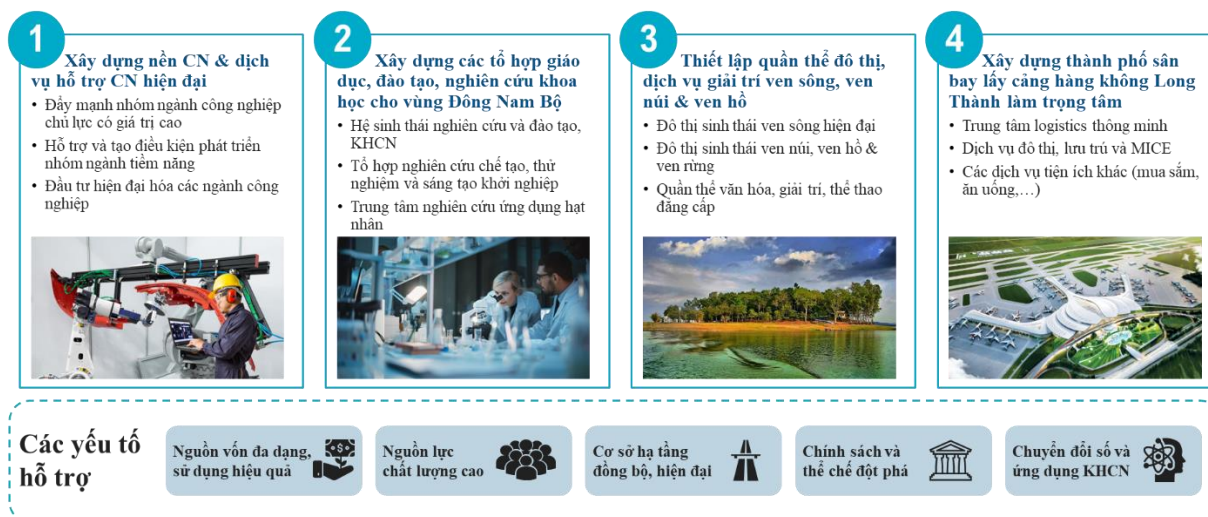 1
Xây dựng nền CN & dịch
vụ hỗ trợ CN hiện đại
• Đẩy mạnh nhóm ngành công nghiệp
chủ lực có giá trị cao
• Hỗ trợ và tạo điều kiện phát triển
nhóm ngành tiềm năng
• Đầu tư hiện đại hóa các ngành công
nghiệp
2
Xây dựng các tổ hợp giáo
dục, đào tạo, nghiên cứu khoa
học cho vùng Đông Nam Bộ
• Hệ sinh thái nghiên cứu và đào tạo,
KHCN
• Tổ hợp nghiên cứu chế tạo, thử
nghiệm và sáng tạo khởi nghiệp
• Trung tâm nghiên cứu ứng dụng hạt
nhân
3
Thiết lập quần thể đô thị,
dịch vụ giải trí ven sông, ven
núi & ven hồ
• Đô thị sinh thái ven sông hiện đại
• Đô thị sinh thái ven núi, ven hồ &
ven rừng
• Quần thể văn hóa, giải trí, thể thao
đẳng cấp
4
Xây dựng thành phố sân
bay lấy cảng hàng không Long
Thành làm trọng tâm
• Trung tâm logistics thông minh
• Dịch vụ đô thị, lưu trú và MICE
• Các dịch vụ tiện ích khác (mua sắm,
ăn uống,…)
Các yếu tố
hỗ trợ
Nguồn vốn đa dạng,
sử dụng hiệu quả
Nguồn lực
chất lượng cao
Cơ sở hạ tầng
đồng bộ, hiện đại
Chính sách và
thể chế đột phá
Chuyển đổi số và
ứng dụng KHCN